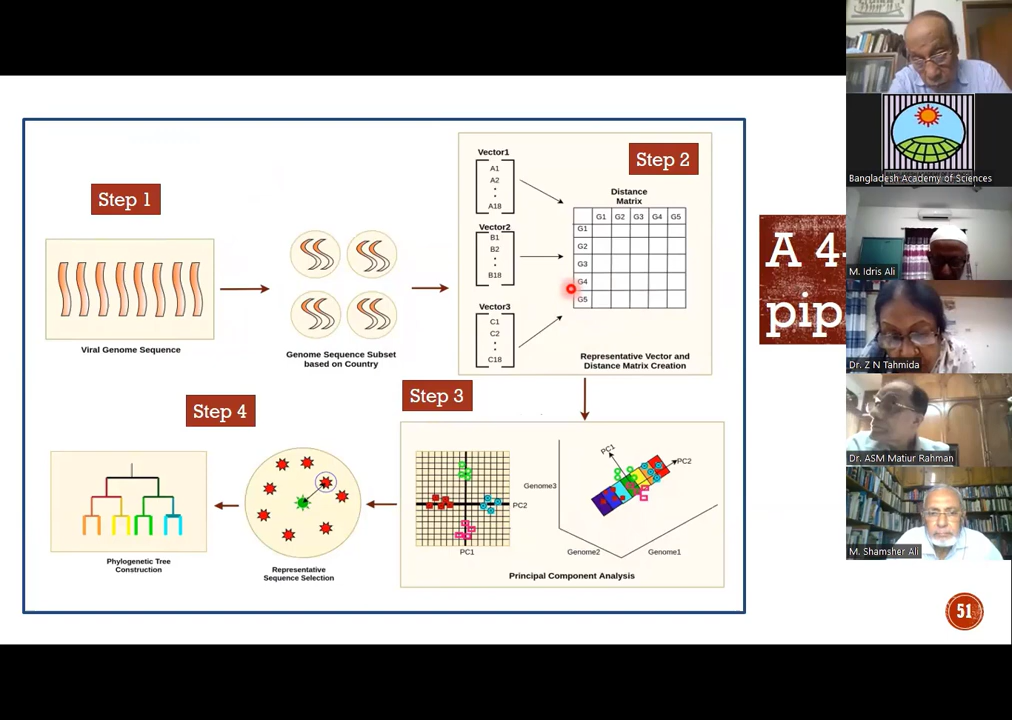 Step 1
Viral Genome Sequence
Genome Sequence Subset
based on Country
Step 2
Vector1
A1
A2
.
.
A18
Vector2
B1
B2
.
B18
Vector3
C1
C2
.
.
C18
Distance
Matrix
G1 G2 G3 G4 G5
G1
G2
G3
G4
G5
Representative Vector and
Distance Matrix Creation
Step 3
PC2
PC1
Genome3
PC1
PC2
Genome2
Genome1
Principal Component Analysis
Step 4
Representative
Sequence Selection
Phylogenetic Tree
Construction
A 4-
pip
51
Bangladesh Academy of Sciences
M. Idris Ali
Dr. Z N Tahmida
Dr. ASM Matiur Rahman
M. Shamsher Ali